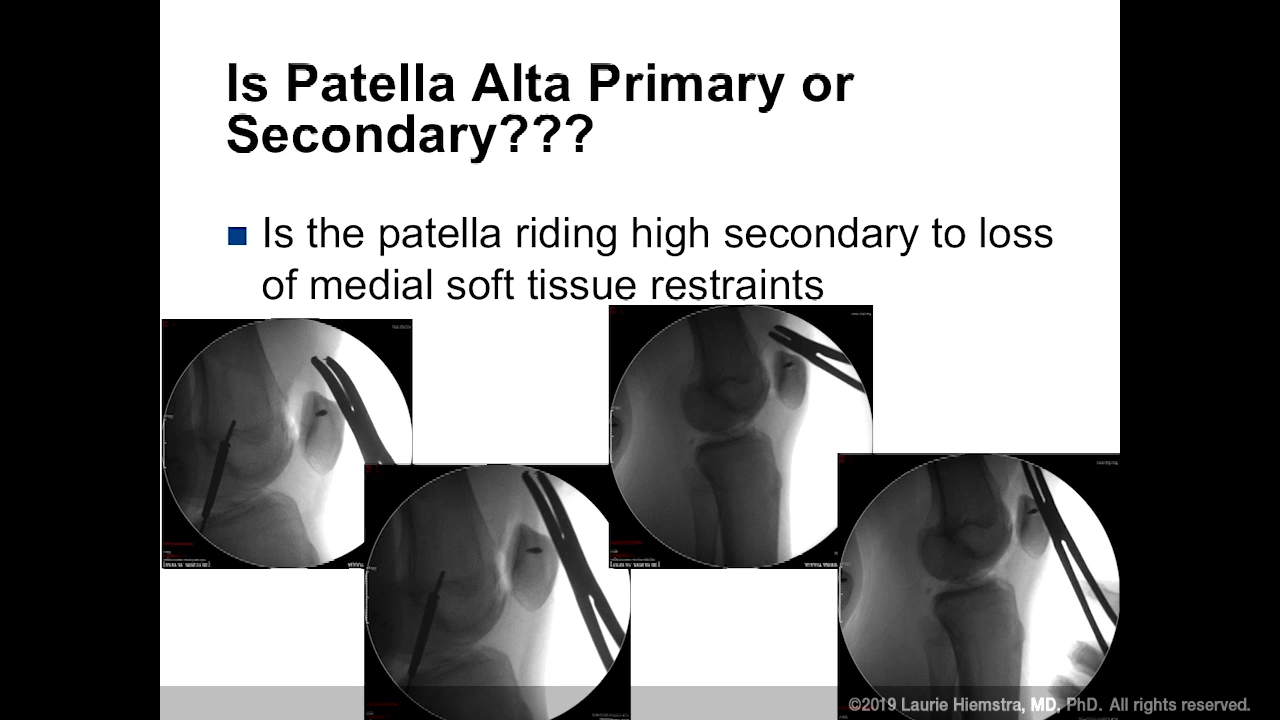 Is Patella Alta Primary or
Secondary???
Is the patella riding high secondary to loss
of medial soft tissue restraints
©2019 Laurie Hiemstra, MD, PhD. All rights reserved.